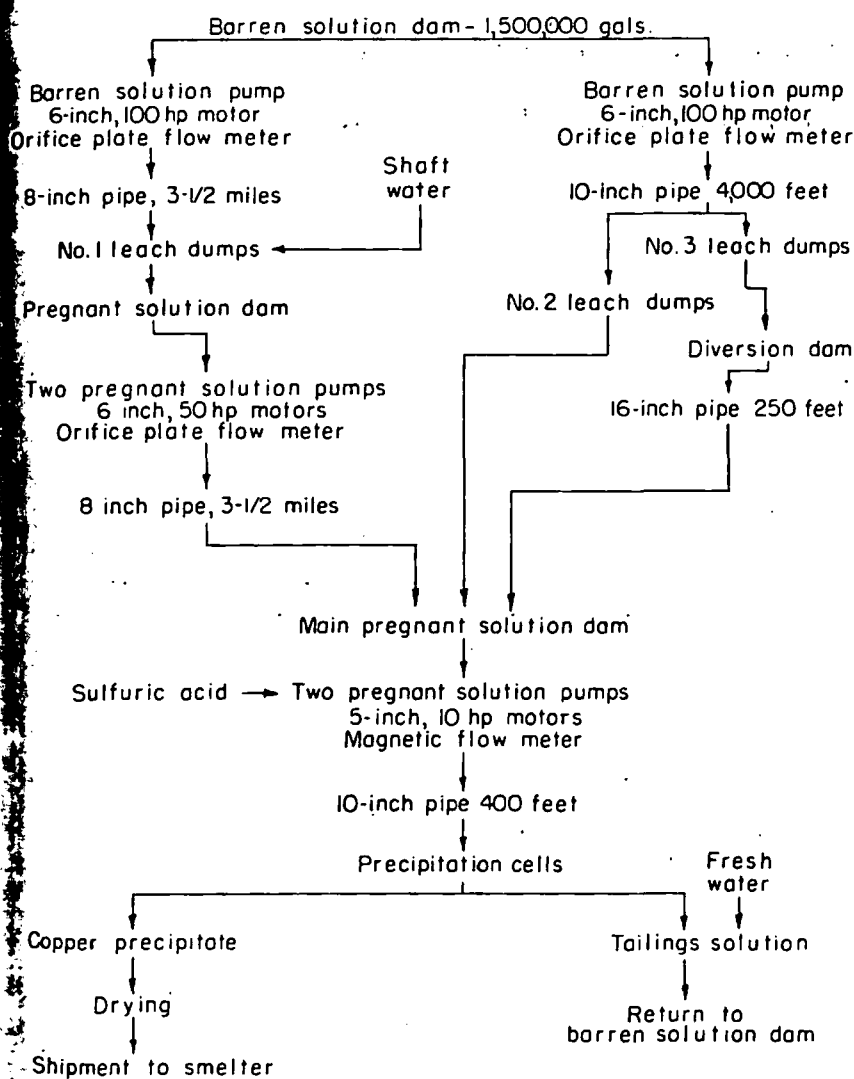 Barren solution dam - 1,500,000 gals.
Barren solution pump
6-inch, 100 hp motor
Orifice plate flow meter
8-inch pipe, 3-1/2 miles
Shaft
water
No. 1 leach dumps
Pregnant solution dam
Two pregnant solution pumps
6 inch, 50 hp motors
Orifice plate flow meter
8 inch pipe, 3-1/2 miles
Barren solution pump
6-inch, 100 hp motor
Orifice plate flow meter
10-inch pipe 4,000 feet
No. 3 leach dumps
No. 2 leach dumps
Diversion dam
16-inch pipe 250 feet
Main pregnant solution dam
Sulfuric acid
Two pregnant solution pumps
5-inch, 10 hp motors
Magnetic flow meter
10-inch pipe 400 feet
Precipitation cells
Fresh
water
Copper precipitate
Drying
Shipment to smelter
Tailings solution
Return to
barren solution dam